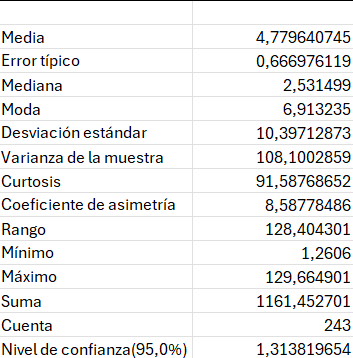 Media 4,779640745
Error típico 0,666976119
Mediana 2,531499
Moda 6,913235
Desviación estándar 10,39712873
Varianza de la muestra 108,1002859
Curtosis 91,58768652
Coeficiente de asimetría 8,58778486
Rango 128,404301
Mínimo 1,2606
Máximo 129,664901
Suma 1161,452701
Cuenta 243
Nivel de confianza(95,0%) 1,313819654